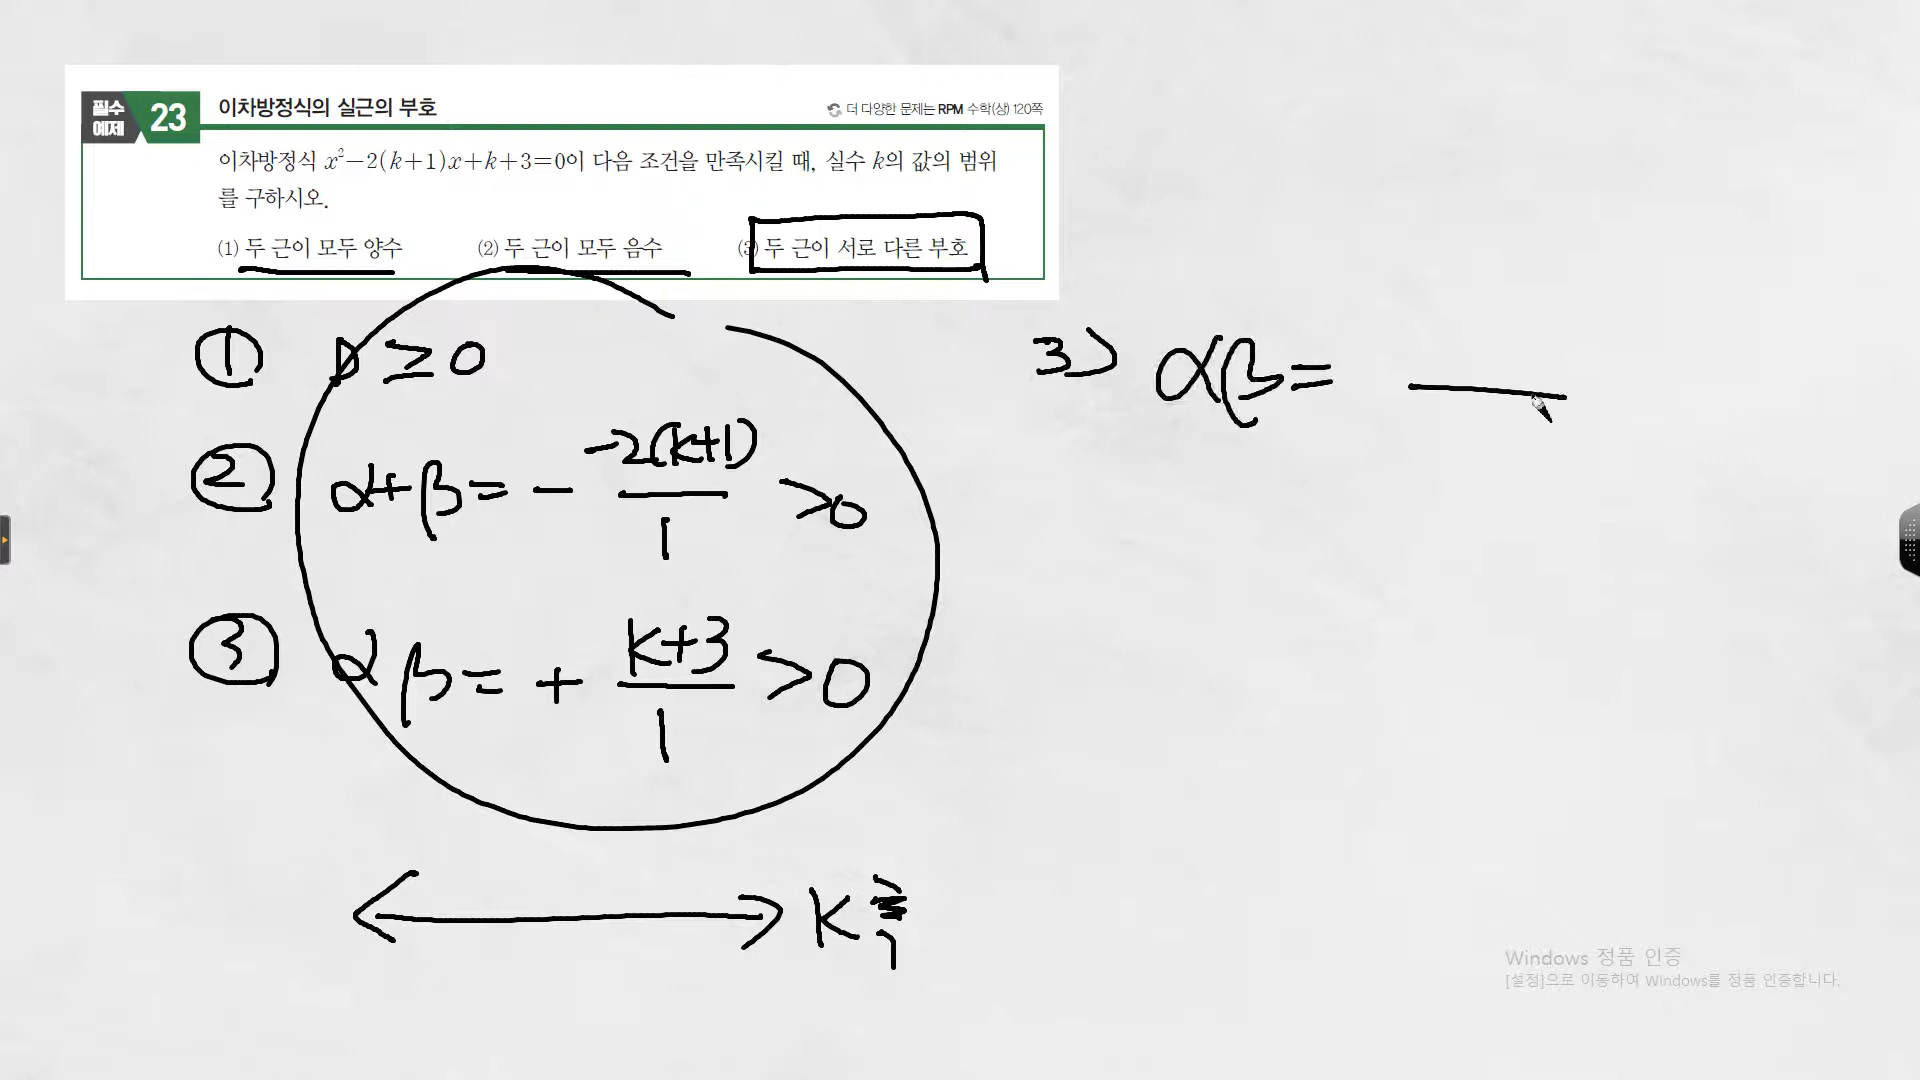 필수 예제 23 이차방정식의 실근의 부호
더 다양한 문제는 RPM 수학(상) 120쪽
이차방정식 x²−2(k+1)x+k+3=0이 다음 조건을 만족시킬 때, 실수 k의 값의 범위
를 구하시오.
(1) 두 근이 모두 양수 (2) 두 근이 모두 음수 (3) 두 근이 서로 다른 부호
① D ≥ 0
② α+β = − −2(k+1)/1 >0
③ αβ = + k+3/1 >0
k
3) αβ =
Windows 정품 인증
[설정]으로 이동하여 Windows를 정품 인증합니다.